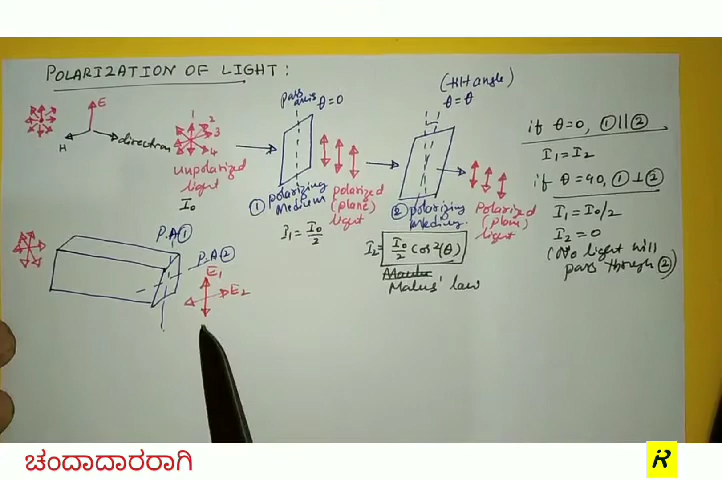 POLARIZATION OF LIGHT:
E
H
direction
1
2
3
4
unpolarized
light
I₀
pass
axis
θ=0
① polarizing
Medium
I₁ = I₀/2
polarized
(plane)
light
(tilt angle)
θ = θ
② polarizing
medium
I₂ = I₀/2 cos²(θ)
Malus' law
Polarized
(plane)
light
if θ=0, ①||②
I₁ = I₂
if θ=90, ①⊥②
I₁ = I₀/2
I₂ = 0
(No light will
pass through ②)
P.A①
P.A②
E₁
E₂
ಚಂದಾದಾರರಾಗಿ
R